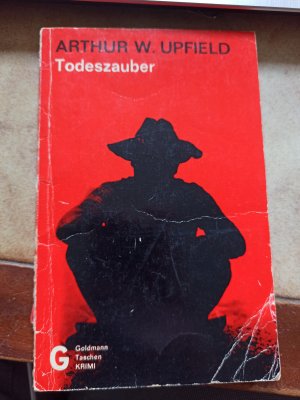 ARTHUR W. UPFIELD
Todeszauber
G
Goldmann
Taschen
KRIMI